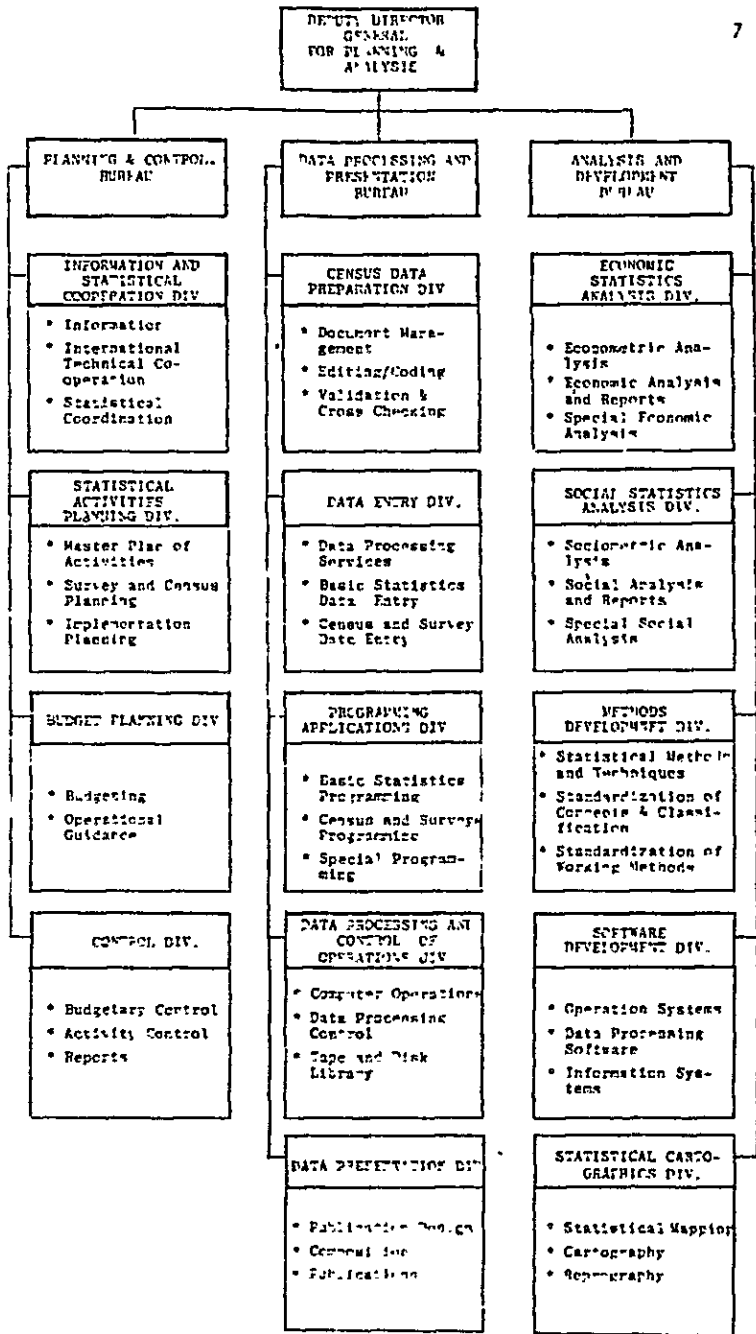 7
DEPUTY DIRECTOR
GENERAL
FOR PLANNING &
ANALYSIE
PLANNING & CONTROL.
BUREAU
DATA PROCESSING AND
PRESENTATION
BUREAU
ANALYSIS AND
DEVELOPMENT
BUREAU
INFORMATION AND
STATISTICAL
COOPERATION DIV
* Information
* International
Technical Co-
operation
* Statistical
Coordination
STATISTICAL
ACTIVITIES
PLANNING DIV.
* Master Plan of
Activities
* Survey and Census
Planning
* Implementation
Planning
BUDGET PLANNING DIV
* Budgeting
* Operational
Guidance
CONTROL DIV.
* Budgetary Control
* Activity Control
* Reports
CENSUS DATA
PREPARATION DIV
* Document Mana-
gement
* Editing/Coding
* Validation &
Cross Checking
DATA ENTRY DIV.
* Data Processing
Services
* Basic Statistics
Data Entry
* Census and Survey
Date Entry
PROGRAMMING
APPLICATIONS DIV
* Basic Statistics
Programming
* Census and Surveys
Programming
* Special Program-
ming
DATA PROCESSING AND
CONTROL OF
OPERATIONS DIV
* Computer Operations
* Data Processing
Control
* Tape and Disk
Library
DATA PRESENTATION DIV
* Publication Design
* Publications
ECONOMIC
STATISTICS
ANALYSIS DIV.
* Econometric Ana-
lysis
* Economic Analysis
and Reports
* Special Economic
Analysis
SOCIAL STATISTICS
ANALYSIS DIV.
* Sociometric Ana-
lysis
* Social Analysis
and Reports
* Special Social
Analysis
METHODS
DEVELOPMENT DIV.
* Statistical Methods
and Techniques
* Standardization of
Concepts & Classi-
fication
* Standardization of
Working Methods
SOFTWARE
DEVELOPMENT DIV.
* Operation Systems
* Data Processing
Software
* Information Sys-
tems
STATISTICAL CARTO-
GRAPHICS DIV.
* Statistical Mapping
* Cartography
* Reprography